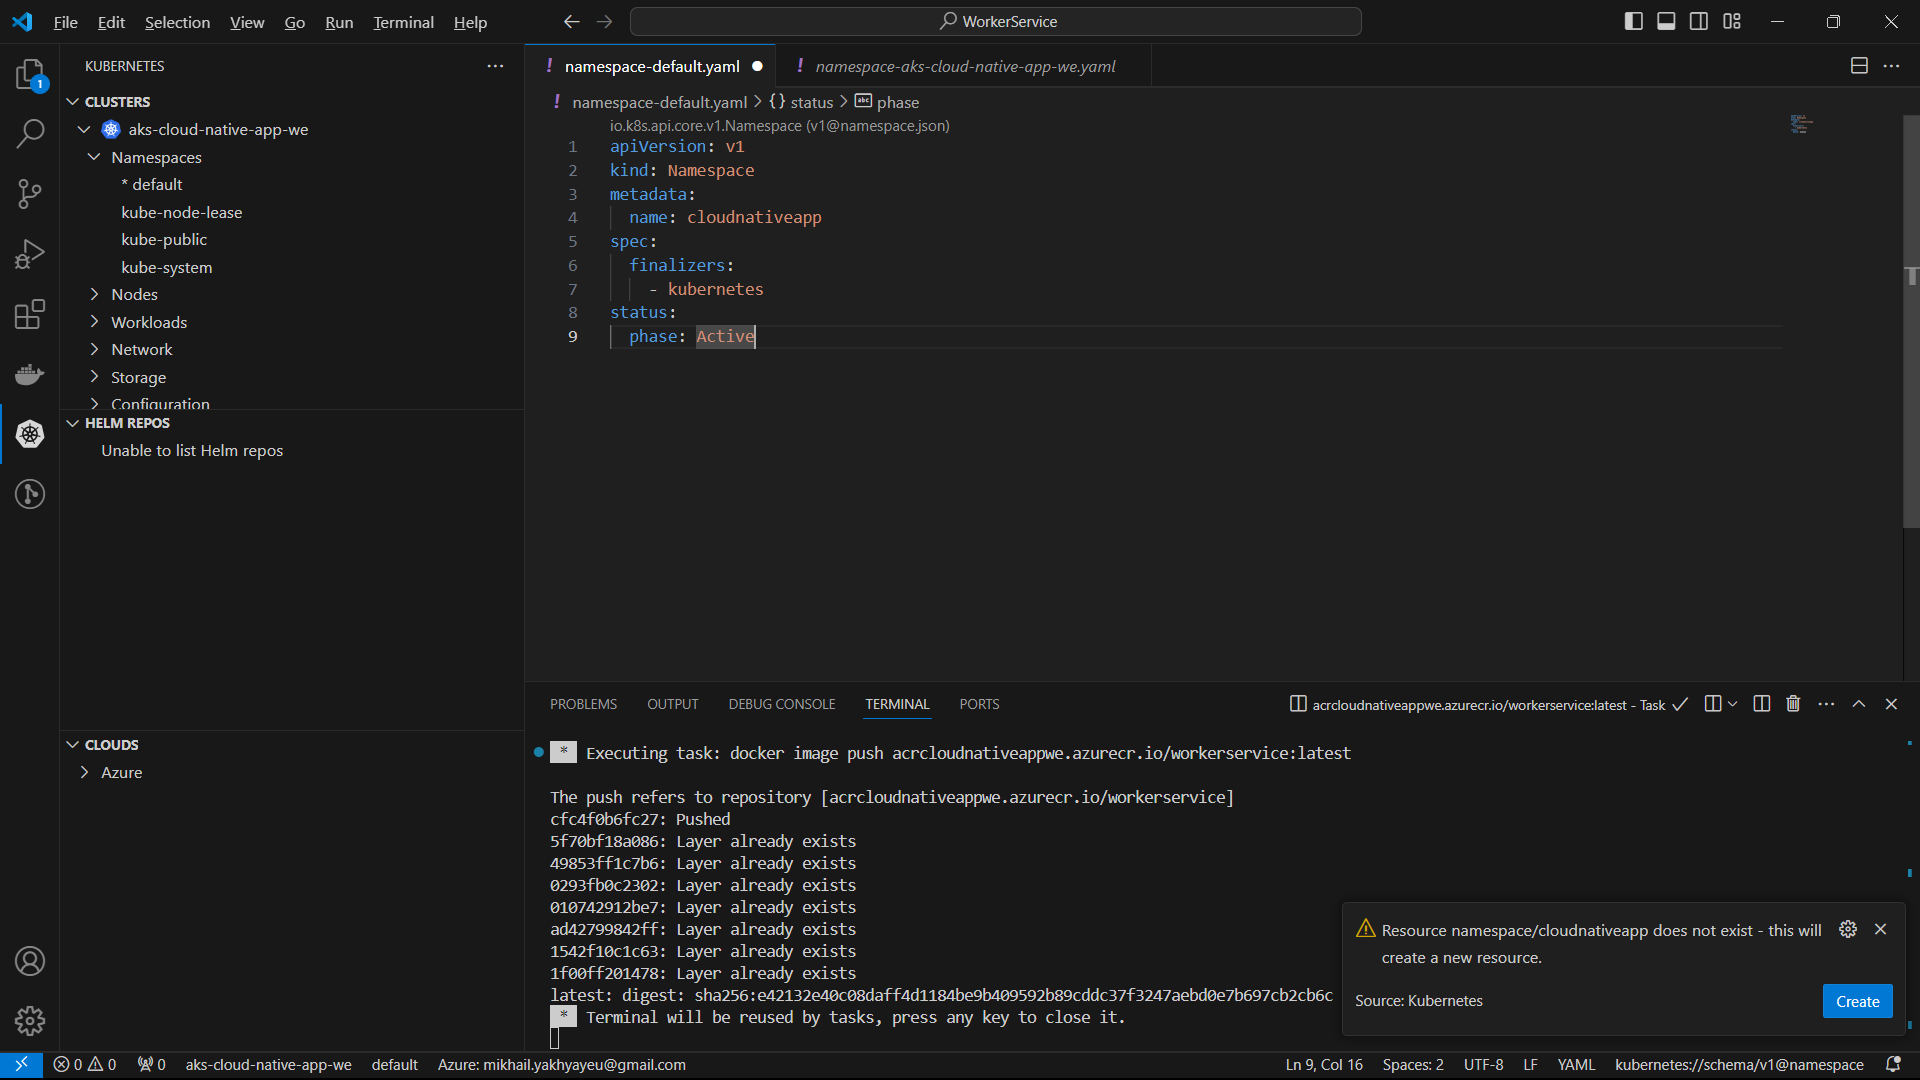 File Edit Selection View Go Run Terminal Help
WorkerService
1
KUBERNETES
CLUSTERS
aks-cloud-native-app-we
Namespaces
* default
kube-node-lease
kube-public
kube-system
Nodes
Workloads
Network
Storage
Configuration
HELM REPOS
Unable to list Helm repos
CLOUDS
Azure
! namespace-default.yaml
! namespace-aks-cloud-native-app-we.yaml
! namespace-default.yaml > {} status > abc phase
io.k8s.api.core.v1.Namespace (v1@namespace.json)
1 apiVersion: v1
2 kind: Namespace
3 metadata:
4 name: cloudnativeapp
5 spec:
6 finalizers:
7 - kubernetes
8 status:
9 phase: Active
PROBLEMS OUTPUT DEBUG CONSOLE TERMINAL PORTS
acrcloudnativeappwe.azurecr.io/workerservice:latest - Task
* Executing task: docker image push acrcloudnativeappwe.azurecr.io/workerservice:latest
The push refers to repository [acrcloudnativeappwe.azurecr.io/workerservice]
cfc4f0b6fc27: Pushed
5f70bf18a086: Layer already exists
49853ff1c7b6: Layer already exists
0293fb0c2302: Layer already exists
010742912be7: Layer already exists
ad42799842ff: Layer already exists
1542f10c1c63: Layer already exists
1f00ff201478: Layer already exists
latest: digest: sha256:e42132e40c08daff4d1184be9b409592b89cddc37f3247aebd0e7b697cb2cb6c
* Terminal will be reused by tasks, press any key to close it.
Resource namespace/cloudnativeapp does not exist - this will
create a new resource.
Source: Kubernetes
Create
0 0 0 aks-cloud-native-app-we default Azure: mikhail.yakhyayeu@gmail.com
Ln 9, Col 16 Spaces: 2 UTF-8 LF YAML kubernetes://schema/v1@namespace